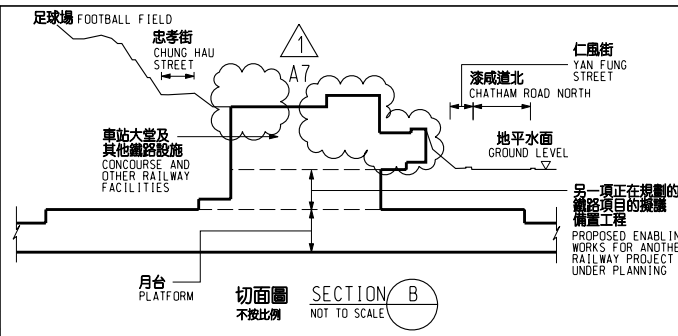 足球場 FOOTBALL FIELD
忠孝街
CHUNG HAU
STREET
1
A7
仁風街
YAN FUNG
STREET
漆咸道北
CHATHAM ROAD NORTH
地平水面
GROUND LEVEL
車站大堂及
其他鐵路設施
CONCOURSE AND
OTHER RAILWAY
FACILITIES
另一項正在規劃的
鐵路項目的擬議
備置工程
PROPOSED ENABLIN
WORKS FOR ANOTHE
RAILWAY PROJECT
UNDER PLANNING
月台
PLATFORM
切面圖 SECTION B
不按比例 NOT TO SCALE